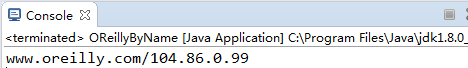 Console
<terminated> OReillyByName [Java Application] C:\Program Files\Java\jdk1.8.0_
www.oreilly.com/104.86.0.99